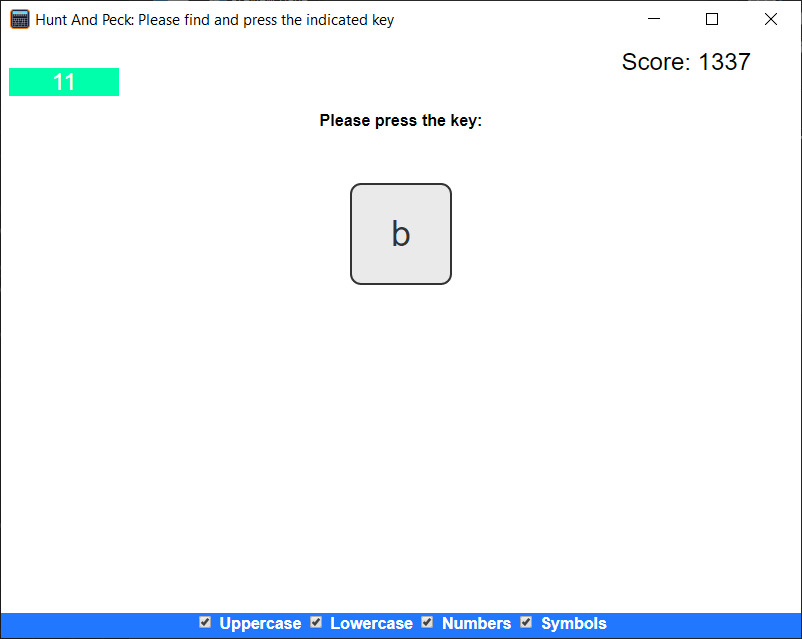 Hunt And Peck: Please find and press the indicated key
Score: 1337
11
Please press the key:
b
Uppercase Lowercase Numbers Symbols